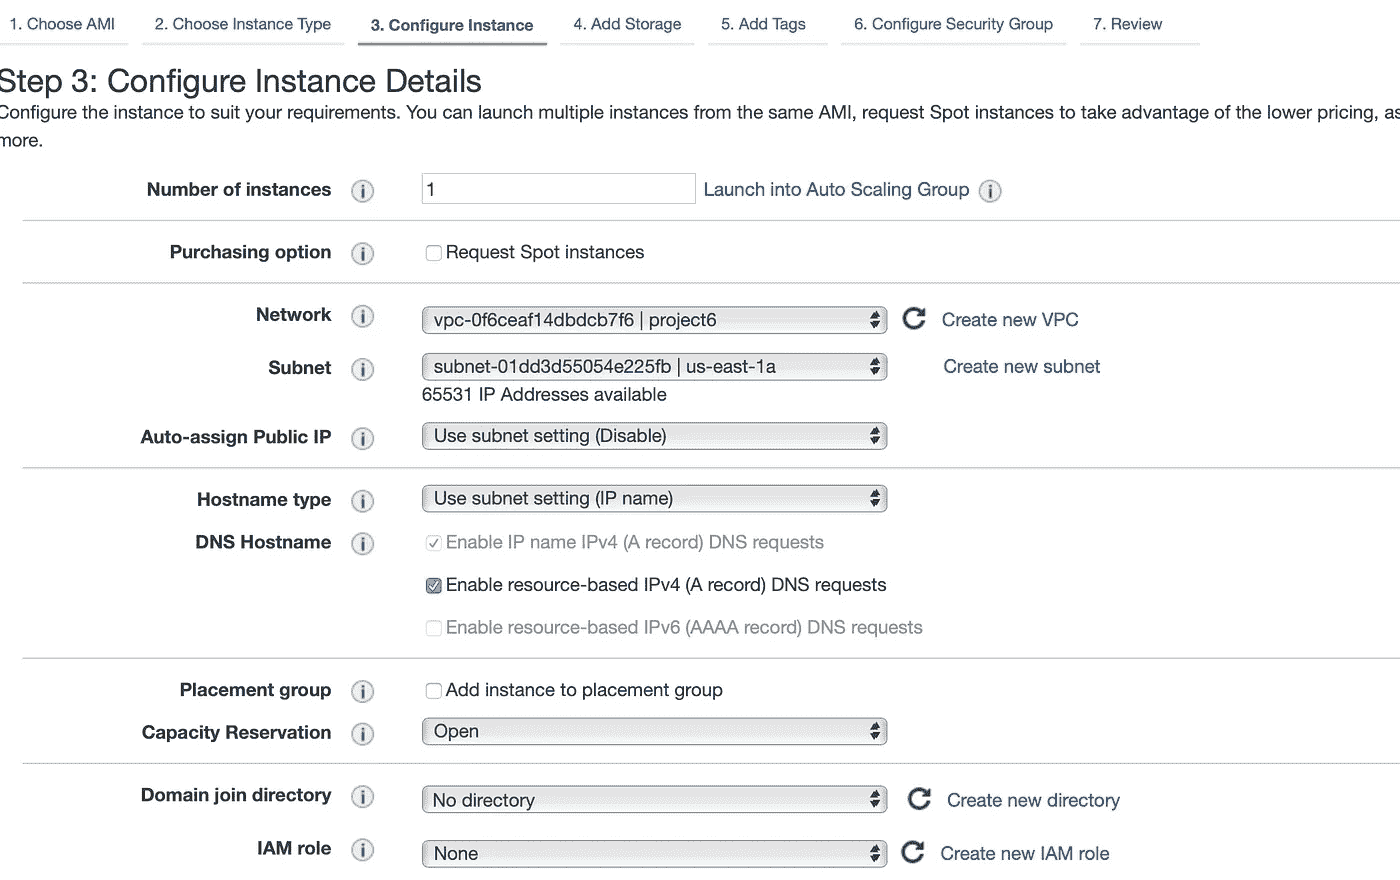 1. Choose AMI 2. Choose Instance Type 3. Configure Instance 4. Add Storage 5. Add Tags 6. Configure Security Group 7. Review
Step 3: Configure Instance Details
Configure the instance to suit your requirements. You can launch multiple instances from the same AMI, request Spot instances to take advantage of the lower pricing, as
more.
Number of instances 1 Launch into Auto Scaling Group
Purchasing option Request Spot instances
Network vpc-0f6ceaf14dbdcb7f6 | project6 Create new VPC
Subnet subnet-01dd3d55054e225fb | us-east-1a Create new subnet
65531 IP Addresses available
Auto-assign Public IP Use subnet setting (Disable)
Hostname type Use subnet setting (IP name)
DNS Hostname Enable IP name IPv4 (A record) DNS requests
Enable resource-based IPv4 (A record) DNS requests
Enable resource-based IPv6 (AAAA record) DNS requests
Placement group Add instance to placement group
Capacity Reservation Open
Domain join directory No directory Create new directory
IAM role None Create new IAM role